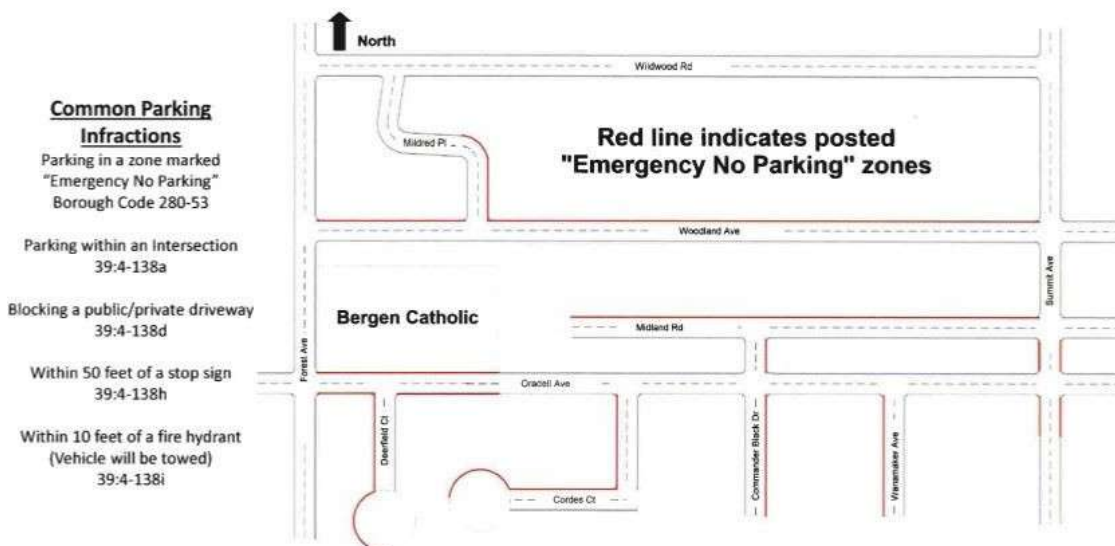 North
Wildwood Rd
Common Parking
Infractions
Parking in a zone marked
"Emergency No Parking"
Borough Code 280-53
Parking within an Intersection
39:4-138a
Blocking a public/private driveway
39:4-138d
Within 50 feet of a stop sign
39:4-138h
Within 10 feet of a fire hydrant
(Vehicle will be towed)
39:4-138i
Mildred Pl
Red line indicates posted
"Emergency No Parking" zones
Woodland Ave
Summit Ave
Bergen Catholic
Midland Rd
Forest Ave
Oradell Ave
Deerfield Ct
Commander Black Dr
Wanamaker Ave
Cordes Ct